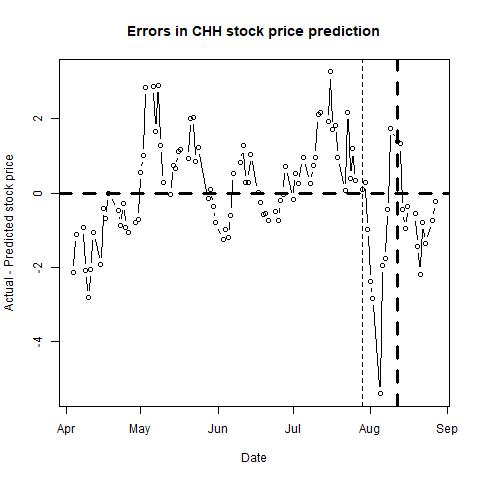 Errors in CHH stock price prediction
Actual - Predicted stock price
2
0
-2
-4
Apr May Jun Jul Aug Sep
Date